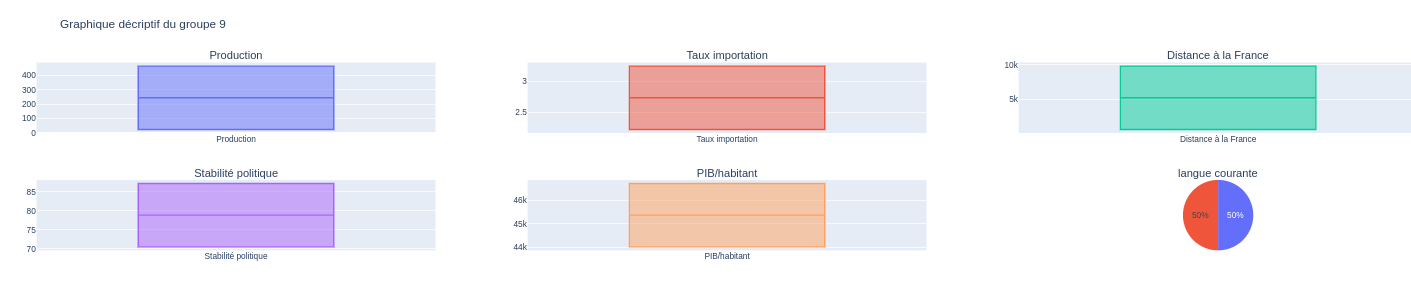 Graphique décriptif du groupe 9
Production
400
300
200
100
0
Production
Taux importation
3
2.5
Taux importation
Distance à la France
10k
5k
Distance à la France
Stabilité politique
85
80
75
70
Stabilité politique
PIB/habitant
46k
45k
44k
PIB/habitant
langue courante
50%
50%